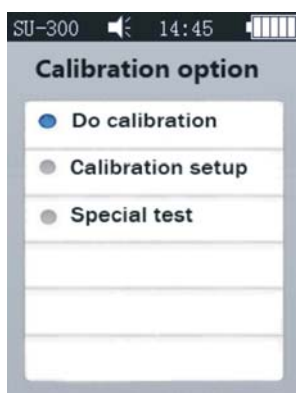 SU-300 14:45
Calibration option
Do calibration
Calibration setup
Special test